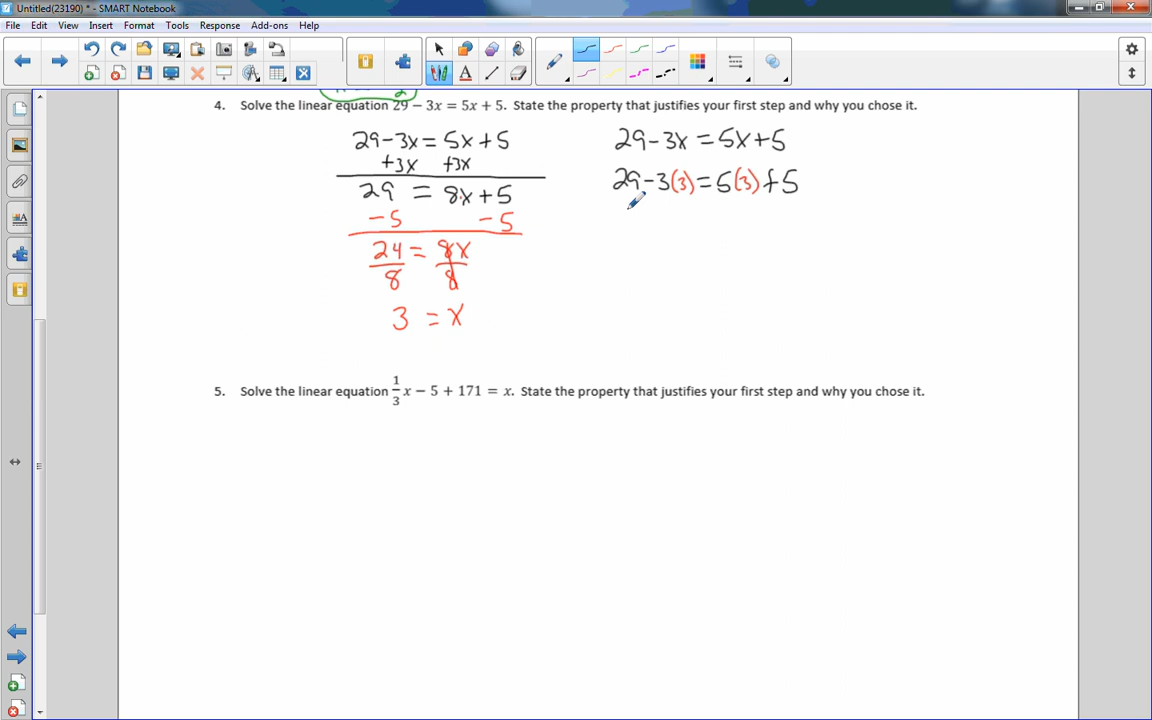 Untitled(23190) * - SMART Notebook
File Edit View Insert Format Tools Response Add-ons Help
4. Solve the linear equation 29 − 3x = 5x + 5. State the property that justifies your first step and why you chose it.
29-3x = 5x + 5
+3x +3x
29 = 8x + 5
-5 -5
24 = 8x
8 8
3 = x
29-3x = 5x+5
29-3(3) = 5(3)+5
5. Solve the linear equation 1/3 x − 5 + 171 = x. State the property that justifies your first step and why you chose it.